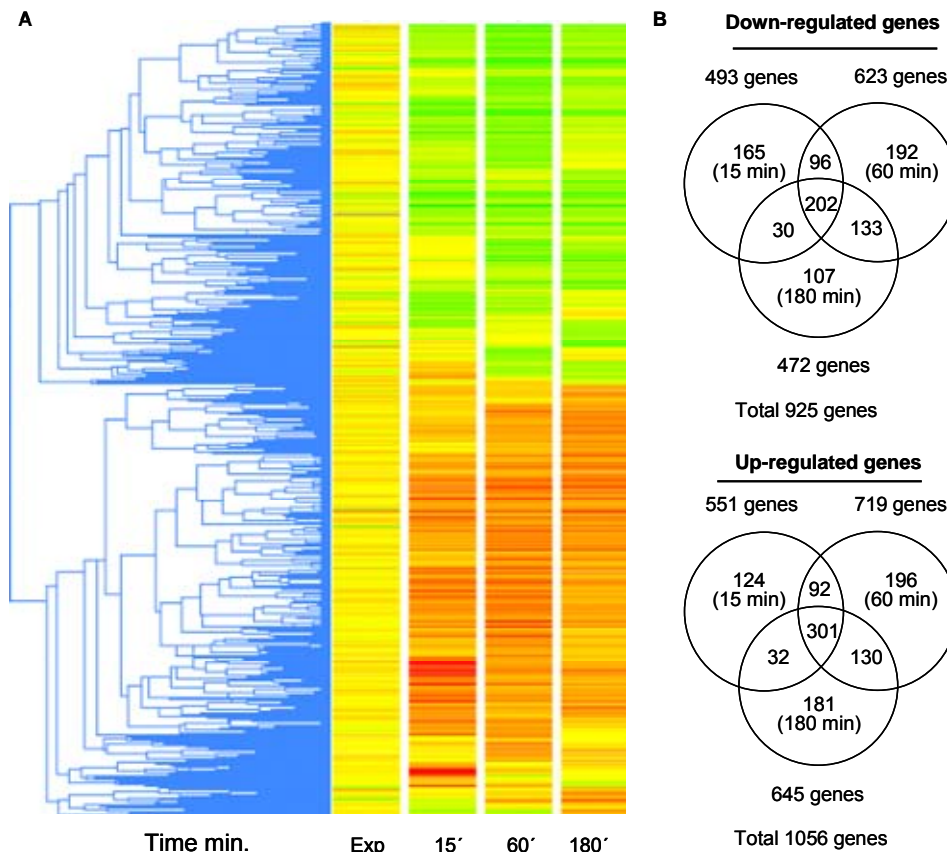 A
Time min.
Exp
15´
60´
180´
B
Down-regulated genes
493 genes
623 genes
165
(15 min)
96
192
(60 min)
202
30
133
107
(180 min)
472 genes
Total 925 genes
Up-regulated genes
551 genes
719 genes
124
(15 min)
92
196
(60 min)
301
32
130
181
(180 min)
645 genes
Total 1056 genes